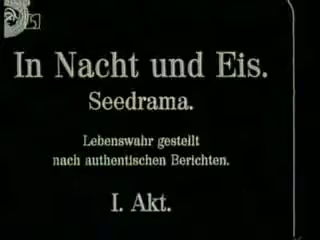 In Nacht und Eis.
Seedrama.
Lebenswahr gestellt
nach authentischen Berichten.
I. Akt.